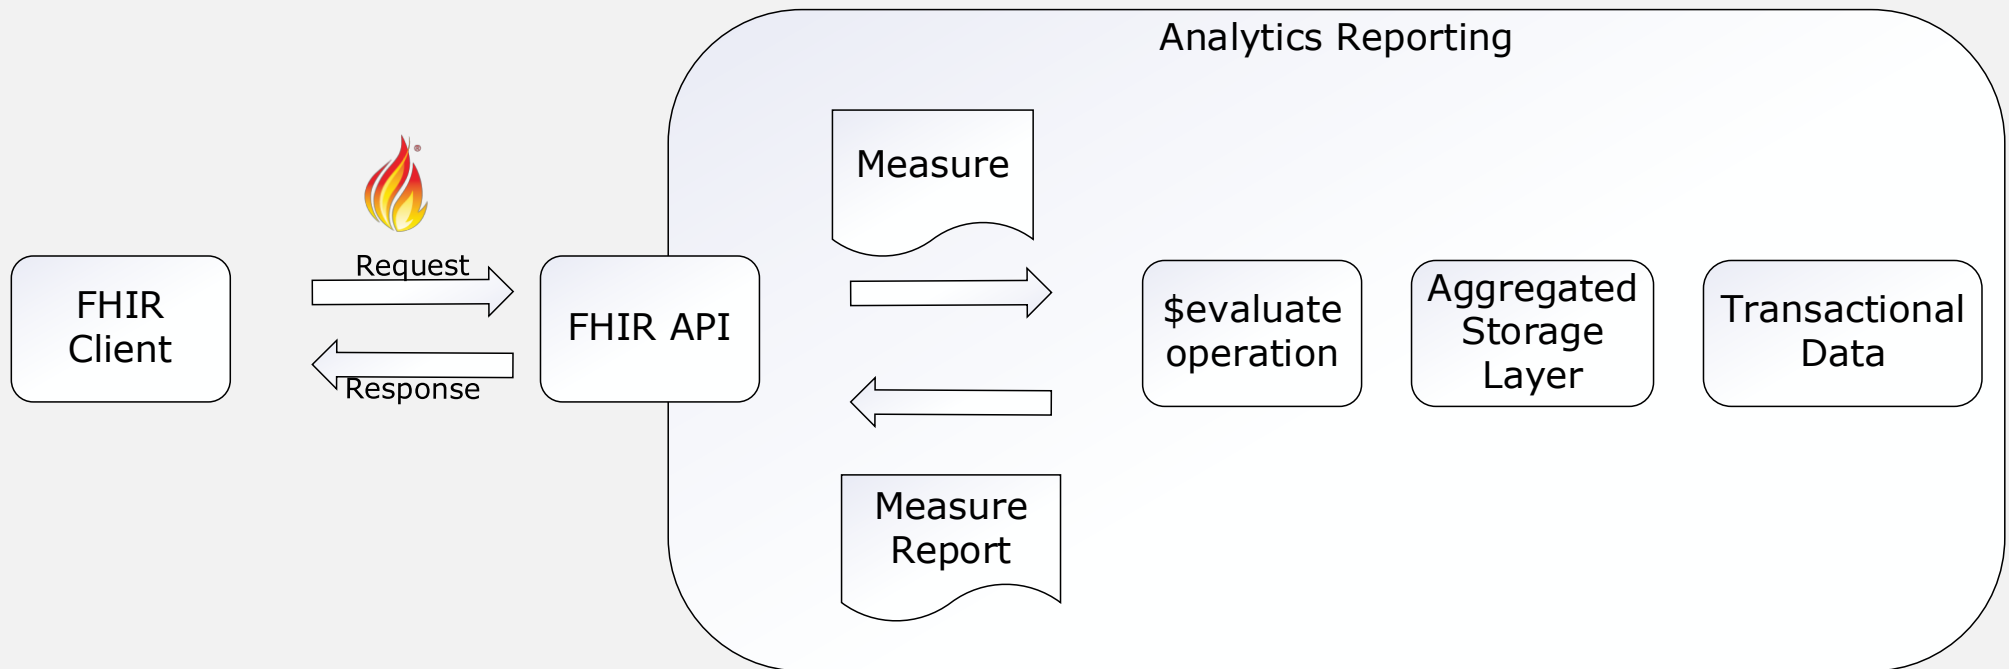 Analytics Reporting
Measure
Request
FHIR
Client
FHIR API
Response
$evaluate
operation
Aggregated
Storage
Layer
Transactional
Data
Measure
Report